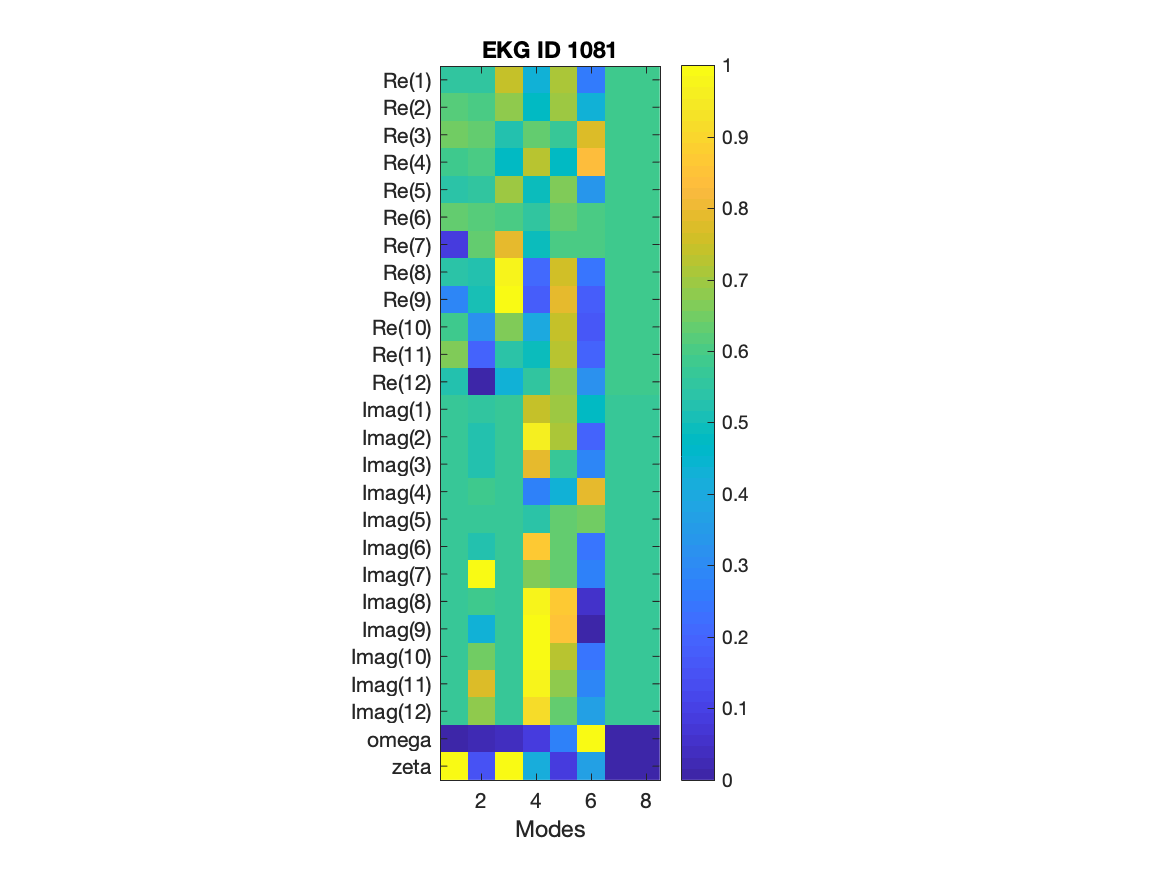 EKG ID 1081
Re(1)
Re(2)
Re(3)
Re(4)
Re(5)
Re(6)
Re(7)
Re(8)
Re(9)
Re(10)
Re(11)
Re(12)
Imag(1)
Imag(2)
Imag(3)
Imag(4)
Imag(5)
Imag(6)
Imag(7)
Imag(8)
Imag(9)
Imag(10)
Imag(11)
Imag(12)
omega
zeta
2 4 6 8
Modes
1
0.9
0.8
0.7
0.6
0.5
0.4
0.3
0.2
0.1
0